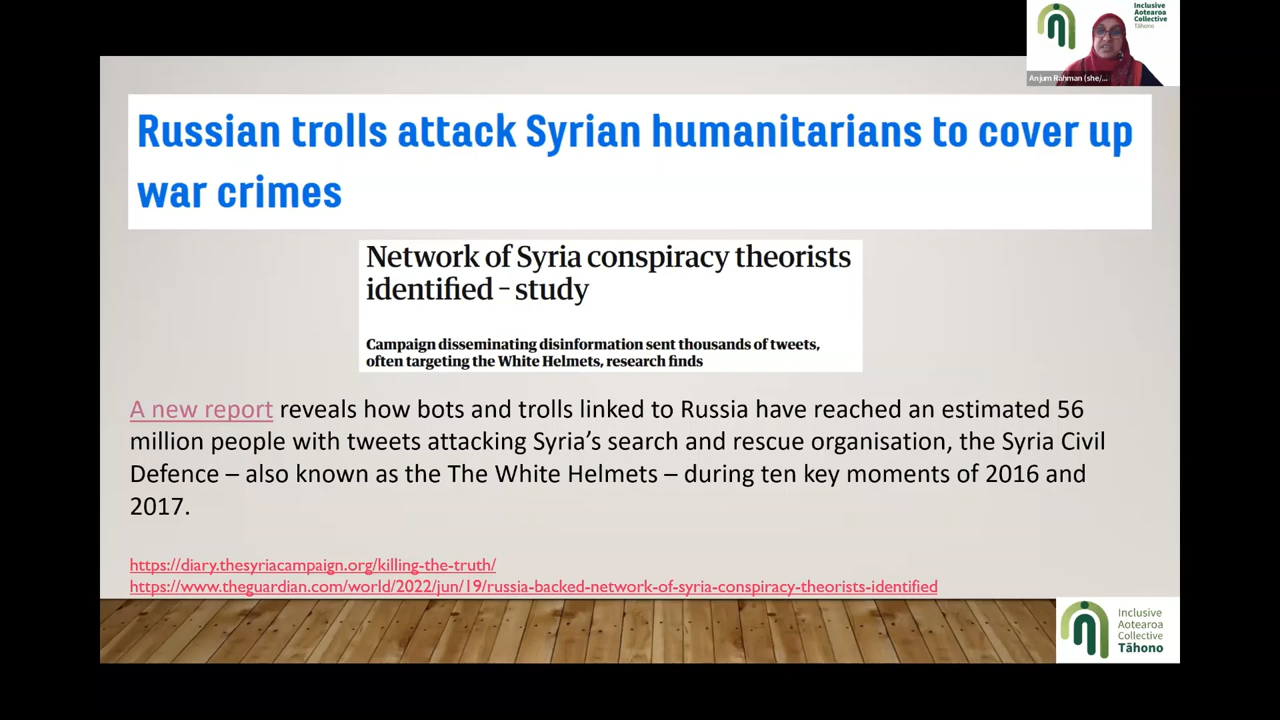 Inclusive
Aotearoa
Collective
Tāhono
Anjum Rahman (she/...
Russian trolls attack Syrian humanitarians to cover up
war crimes
Network of Syria conspiracy theorists
identified – study
Campaign disseminating disinformation sent thousands of tweets,
often targeting the White Helmets, research finds
A new report reveals how bots and trolls linked to Russia have reached an estimated 56
million people with tweets attacking Syria’s search and rescue organisation, the Syria Civil
Defence – also known as the The White Helmets – during ten key moments of 2016 and
2017.
https://diary.thesyriacampaign.org/killing-the-truth/
https://www.theguardian.com/world/2022/jun/19/russia-backed-network-of-syria-conspiracy-theorists-identified
Inclusive
Aotearoa
Collective
Tāhono